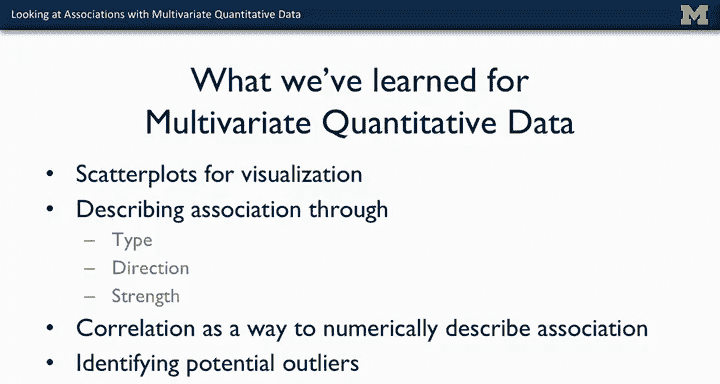 Looking at Associations with Multivariate Quantitative Data
M
What we've learned for
Multivariate Quantitative Data
• Scatterplots for visualization
• Describing association through
– Type
– Direction
– Strength
• Correlation as a way to numerically describe association
• Identifying potential outliers